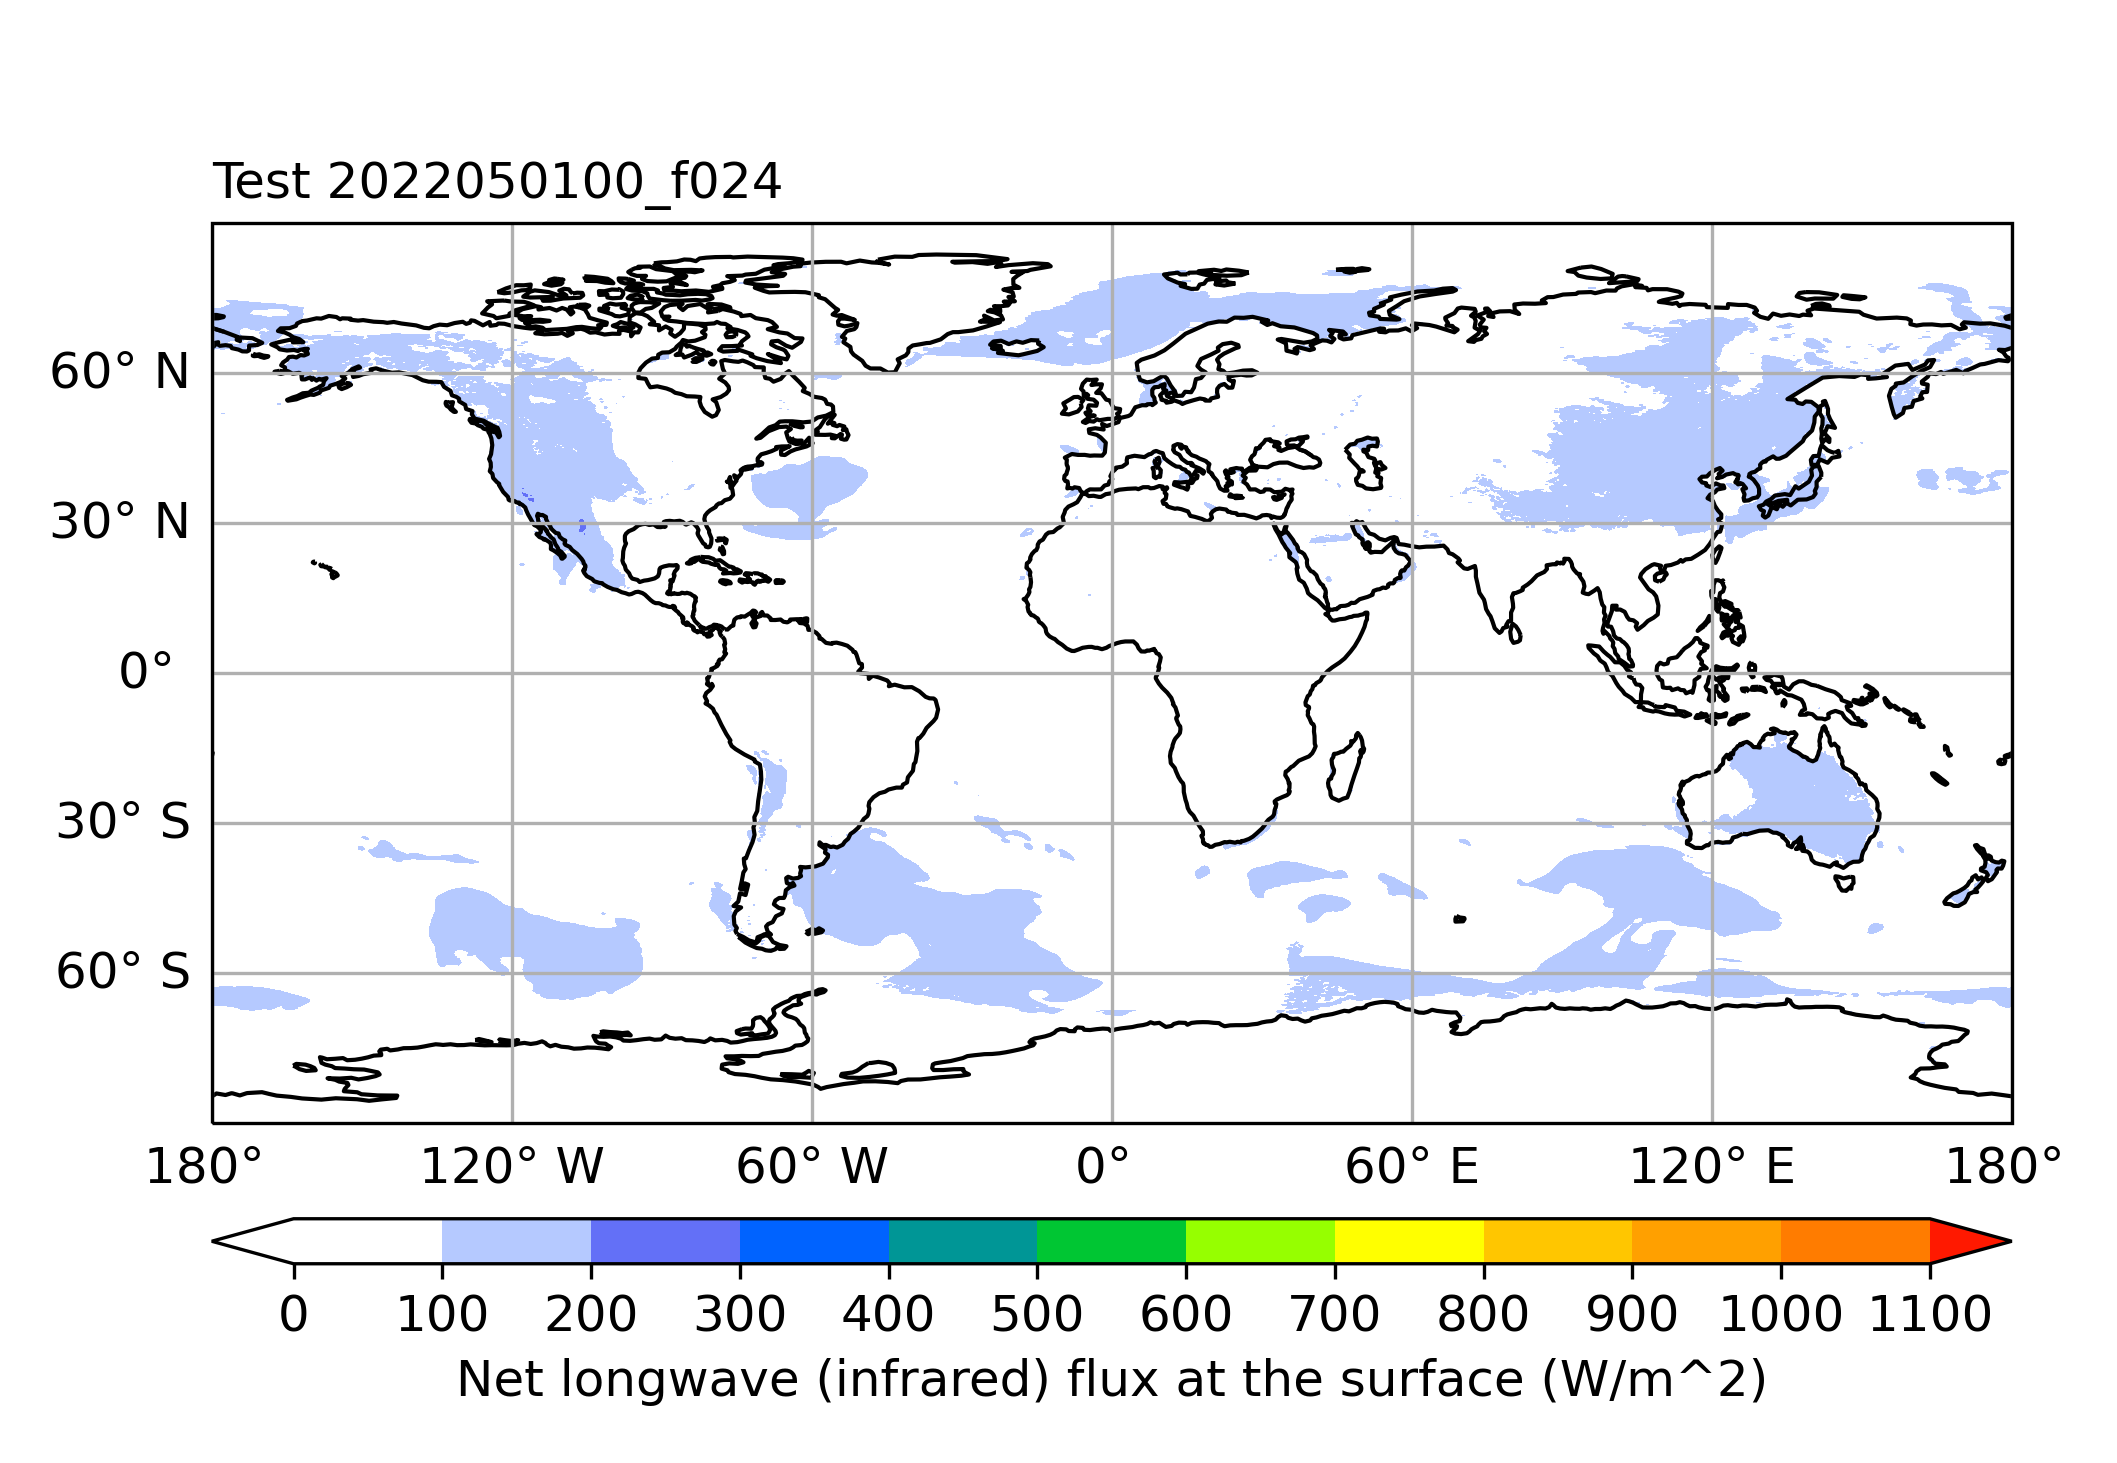 Test 2022050100_f024
60° N
30° N
0°
30° S
60° S
180° 120° W 60° W 0° 60° E 120° E 180°
0 100 200 300 400 500 600 700 800 900 1000 1100
Net longwave (infrared) flux at the surface (W/m^2)